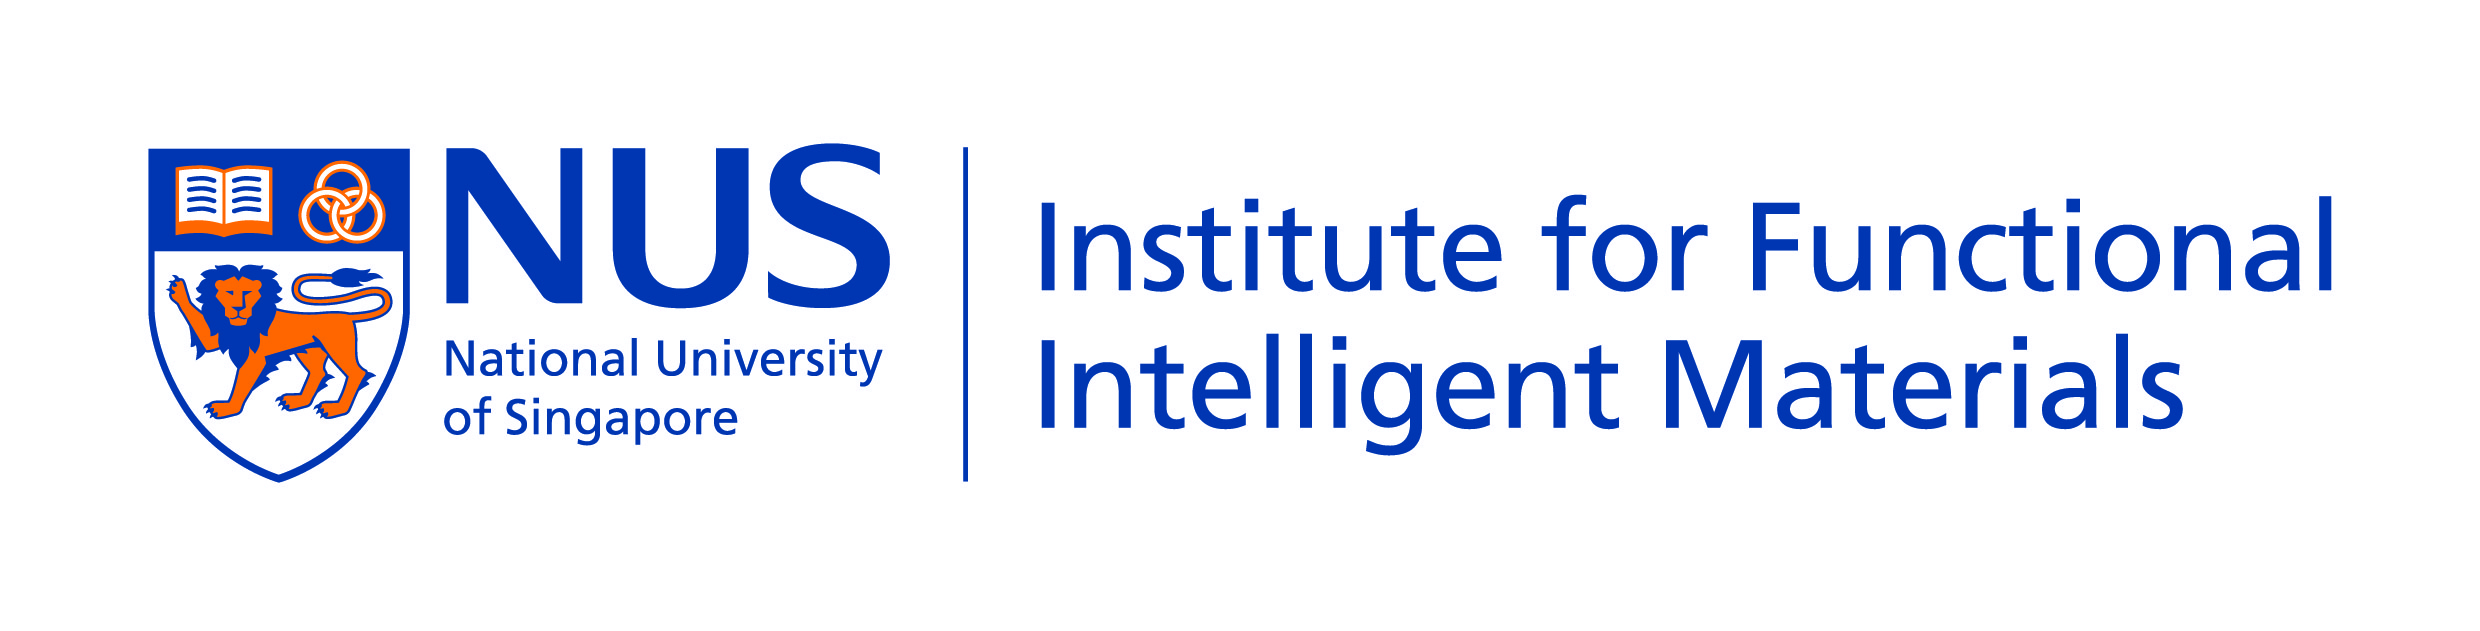 NUS
National University
of Singapore
Institute for Functional
Intelligent Materials